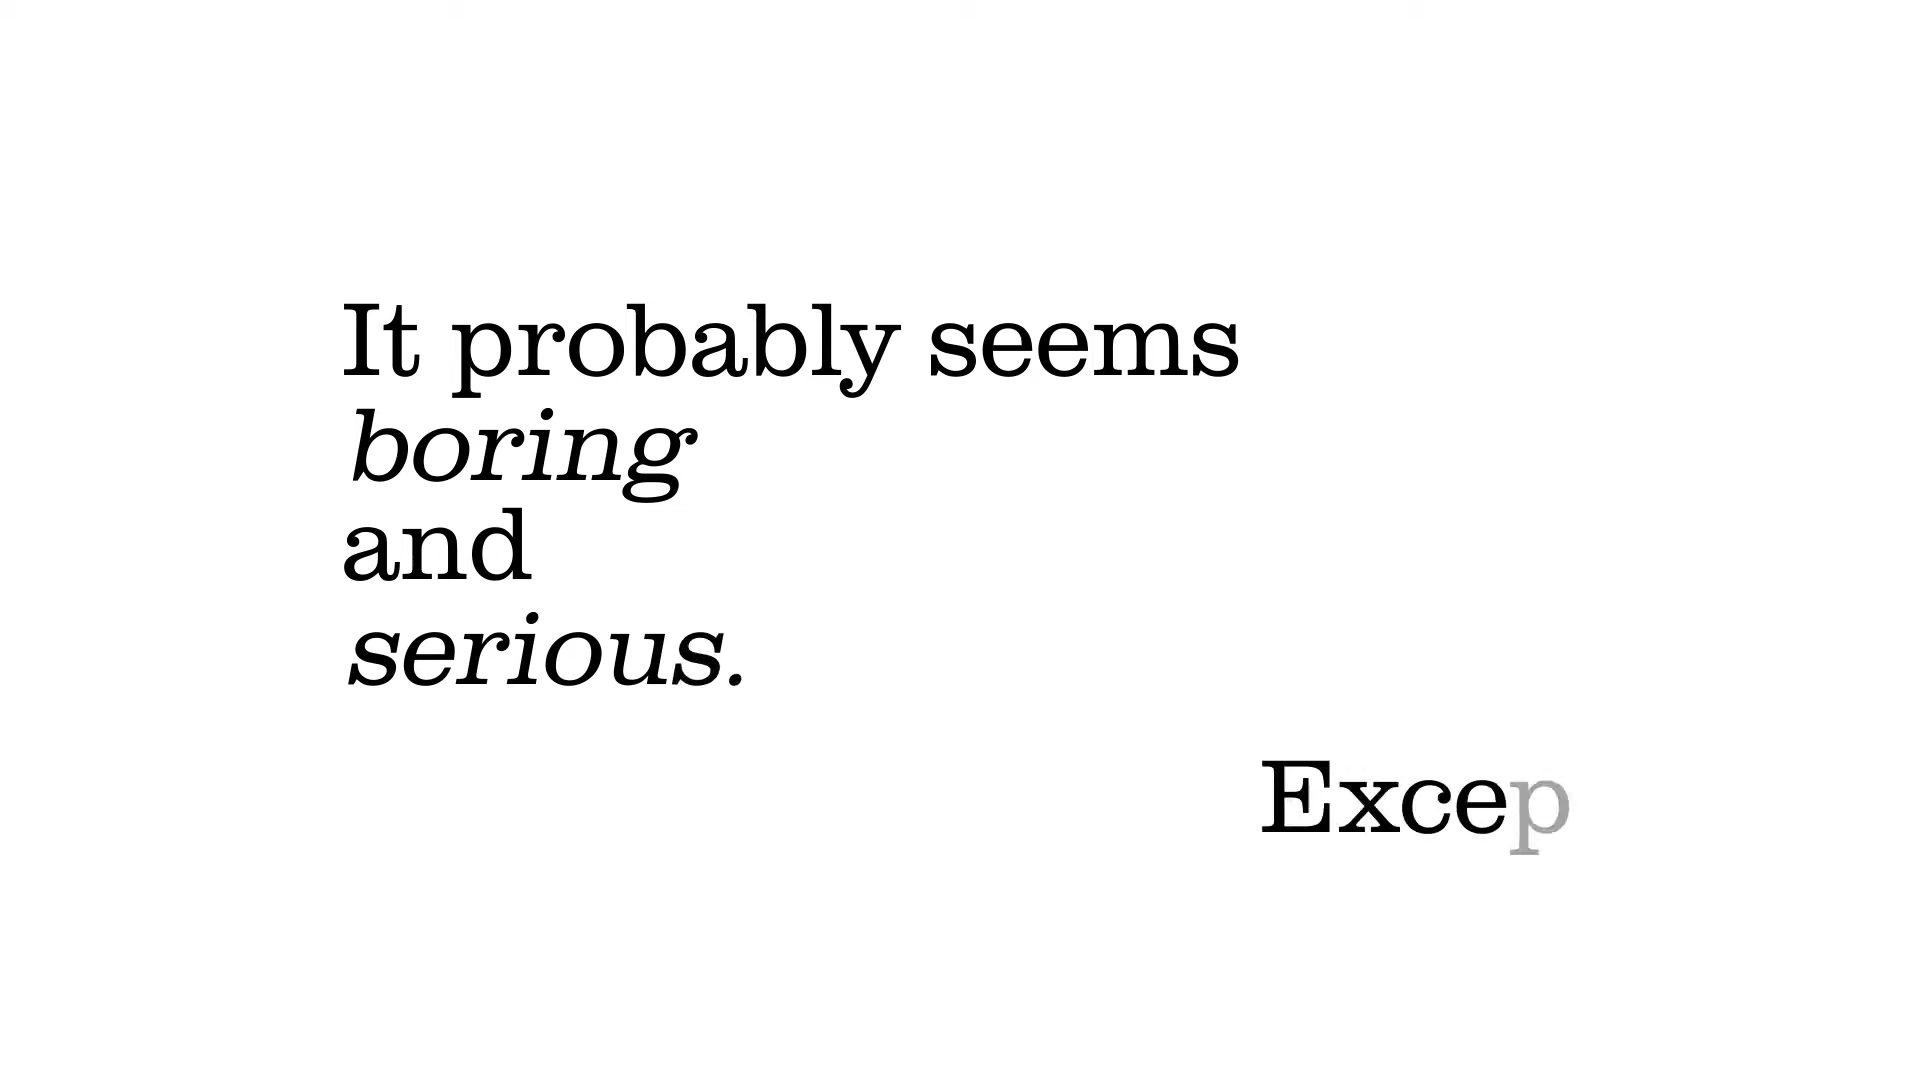 It probably seems
boring
and
serious.
Excep